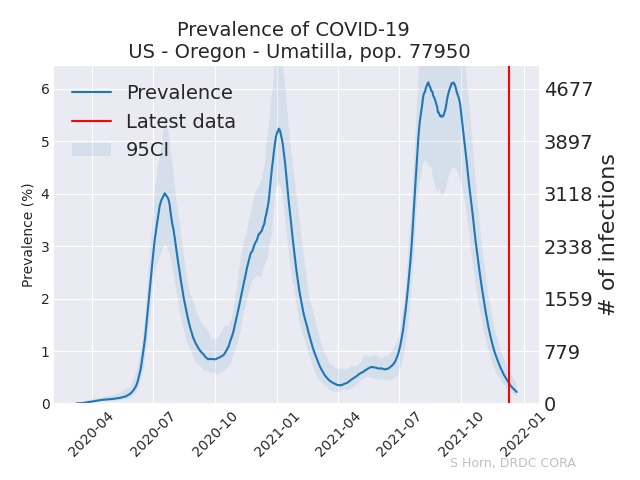 Prevalence of COVID-19
US - Oregon - Umatilla, pop. 77950
Prevalence
Latest data
95CI
Prevalence (%)
6
5
4
3
2
1
0
4677
3897
3118
2338
1559
779
0
# of infections
2020-04
2020-07
2020-10
2021-01
2021-04
2021-07
2021-10
2022-01
S Horn, DRDC CORA